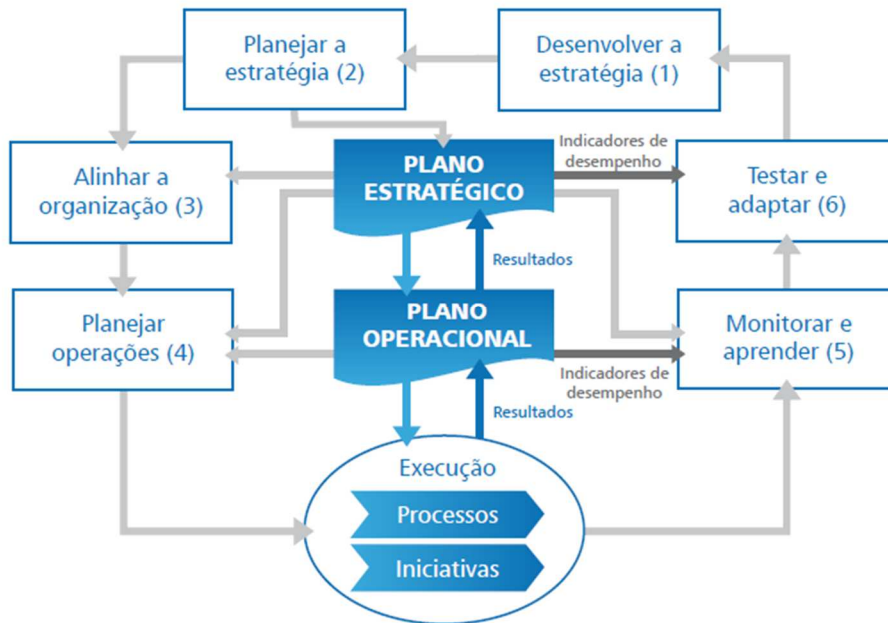 Planejar a
estratégia (2)
Desenvolver a
estratégia (1)
Alinhar a
organização (3)
PLANO
ESTRATÉGICO
Indicadores de
desempenho
Testar e
adaptar (6)
Resultados
Planejar
operações (4)
PLANO
OPERACIONAL
Monitorar e
aprender (5)
Indicadores de
desempenho
Resultados
Execução
Processos
Iniciativas